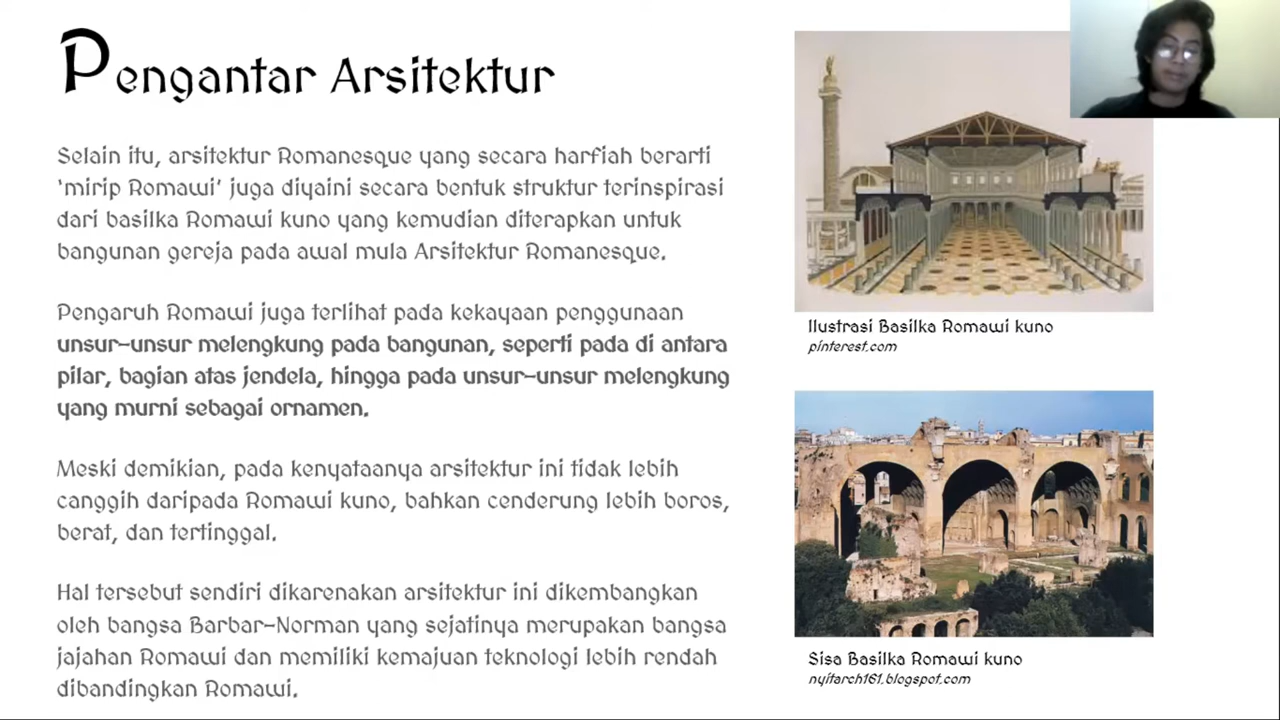 Pengantar Arsitektur
Selain itu, arsitektur Romanesque yang secara harfiah berarti
'mirip Romawi' juga diyaini secara bentuk struktur terinspirasi
dari basilka Romawi kuno yang kemudian diterapkan untuk
bangunan gereja pada awal mula Arsitektur Romanesque.
Pengaruh Romawi juga terlihat pada kekayaan penggunaan
unsur-unsur melengkung pada bangunan, seperti pada di antara
pilar, bagian atas jendela, hingga pada unsur-unsur melengkung
yang murni sebagai ornamen.
Meski demikian, pada kenyataanya arsitektur ini tidak lebih
canggih daripada Romawi kuno, bahkan cenderung lebih boros,
berat, dan tertinggal.
Hal tersebut sendiri dikarenakan arsitektur ini dikembangkan
oleh bangsa Barbar-Norman yang sejatinya merupakan bangsa
jajahan Romawi dan memiliki kemajuan teknologi lebih rendah
dibandingkan Romawi.
Ilustrasi Basilka Romawi kuno
pinterest.com
Sisa Basilka Romawi kuno
nyitarch161.blogspot.com